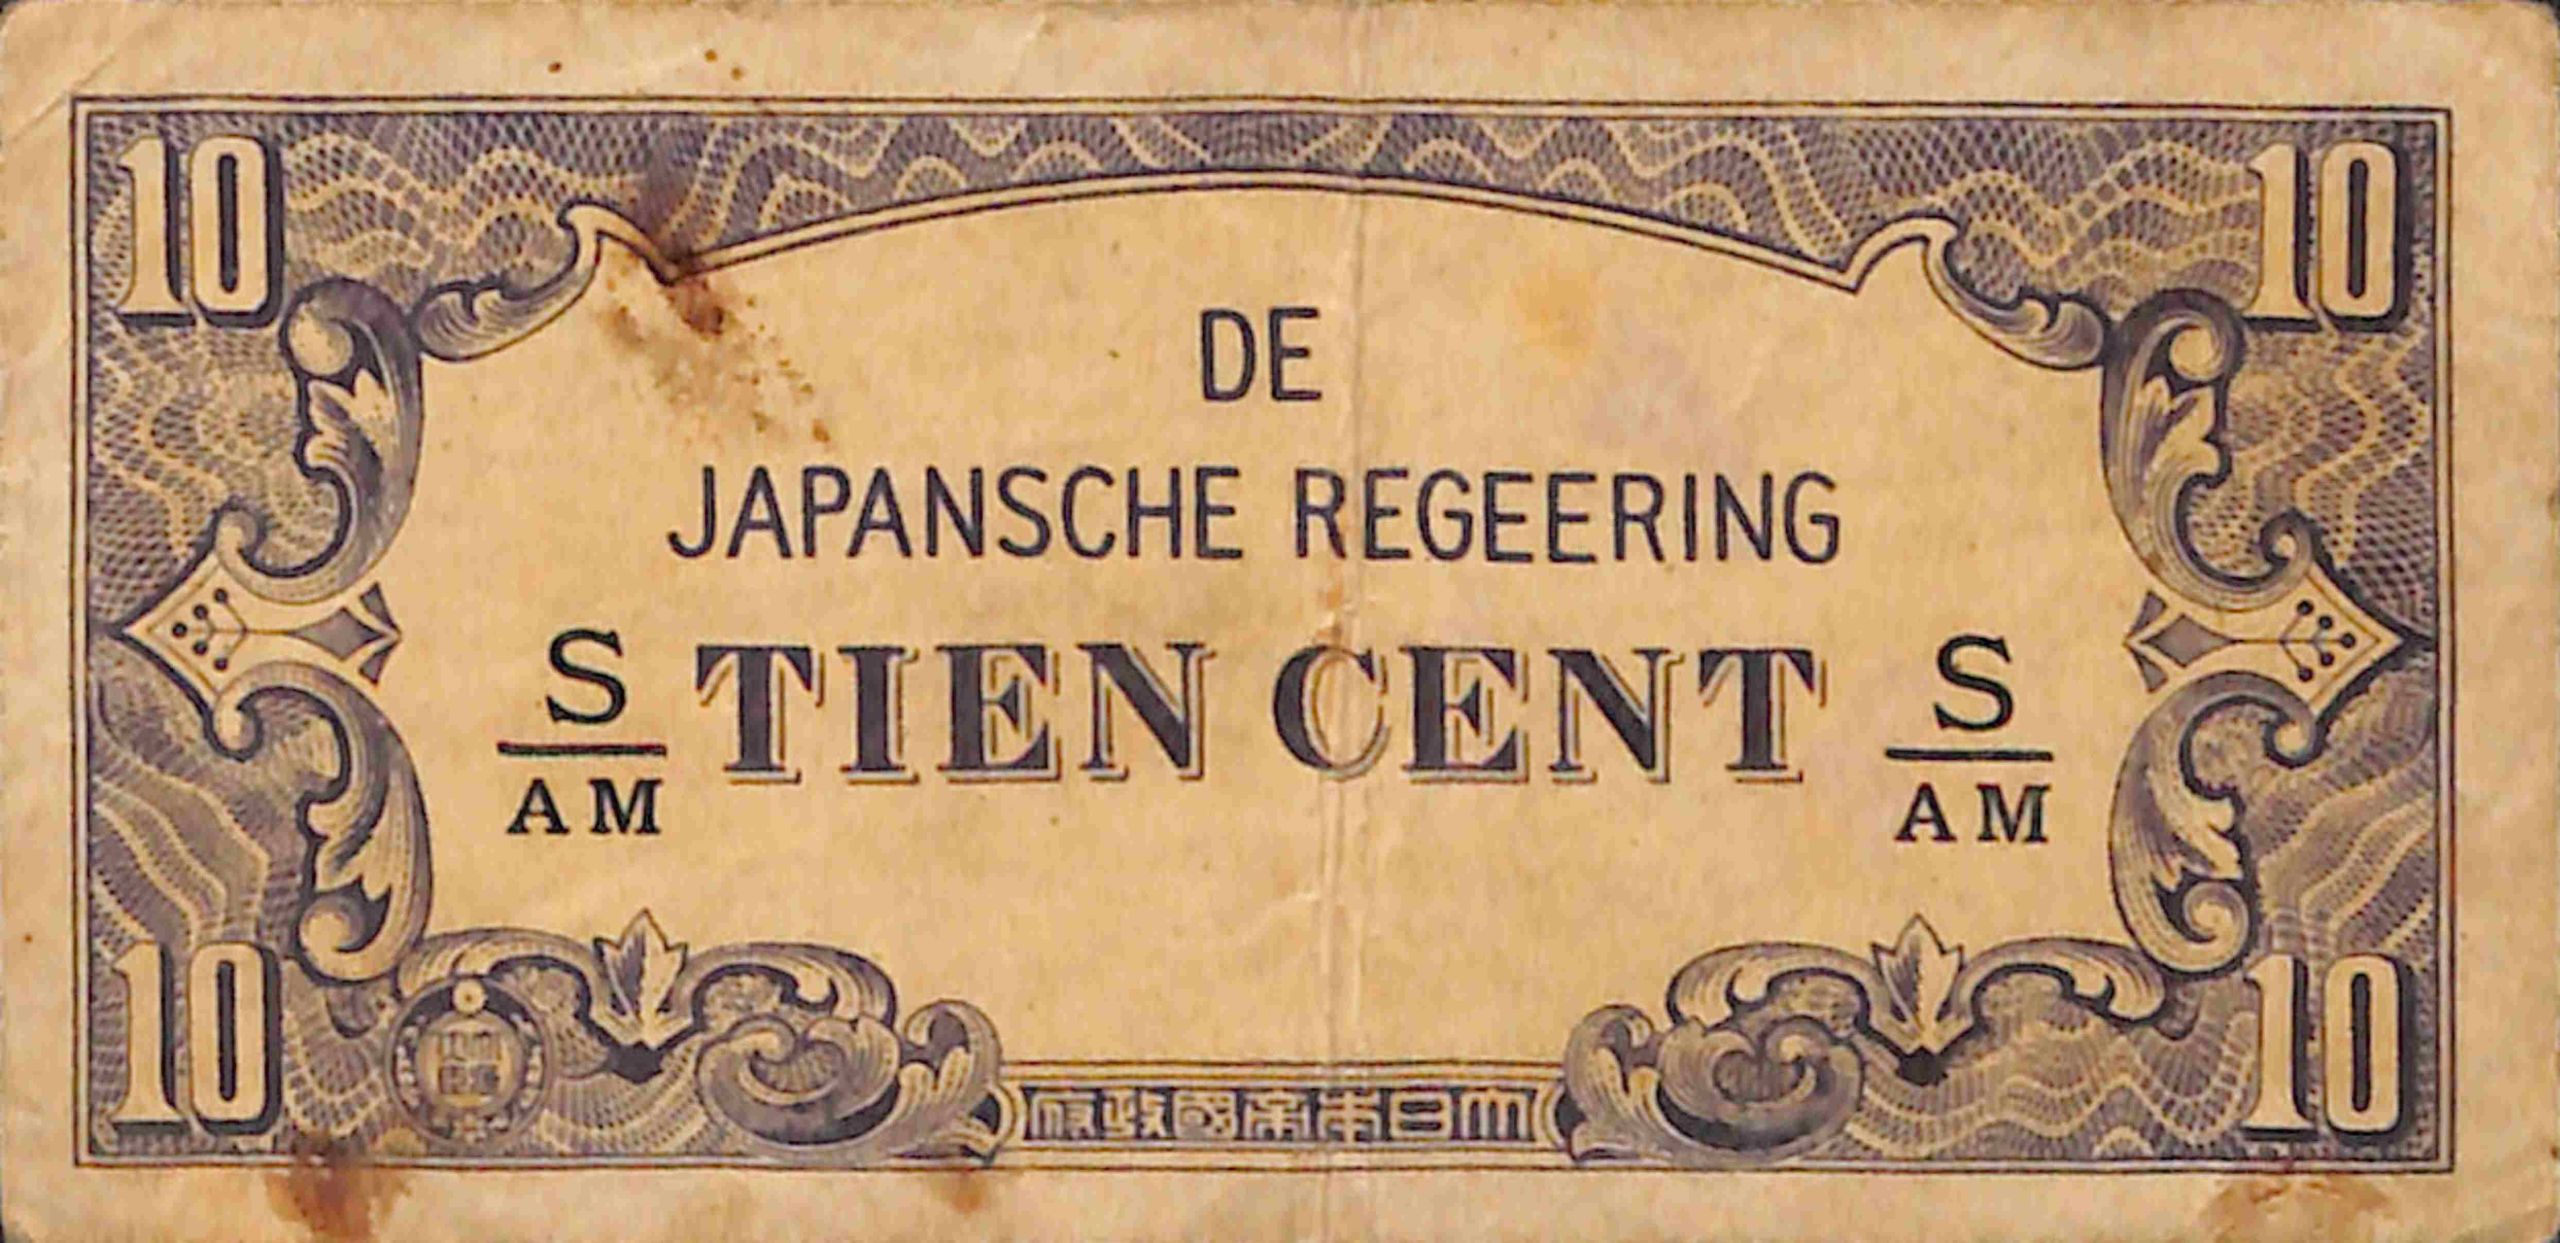 10 10
DE
JAPANSCHE REGEERING
S TIEN CENT S
AM AM
10 10
府政國帝本日大